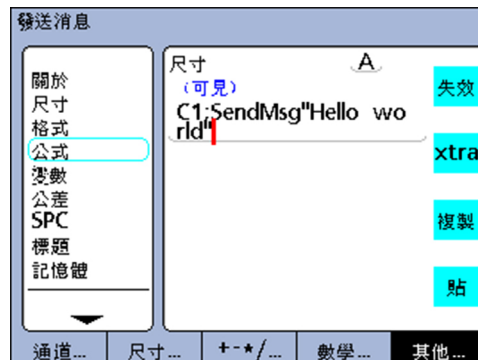 發送消息
關於
尺寸
格式
公式
變數
公差
SPC
標題
記憶體
尺寸
A
(可見)
C1;SendMsg"Hello wo
rld"
失效
xtra
複製
貼
通道...
尺寸...
+-*/...
數學...
其他...